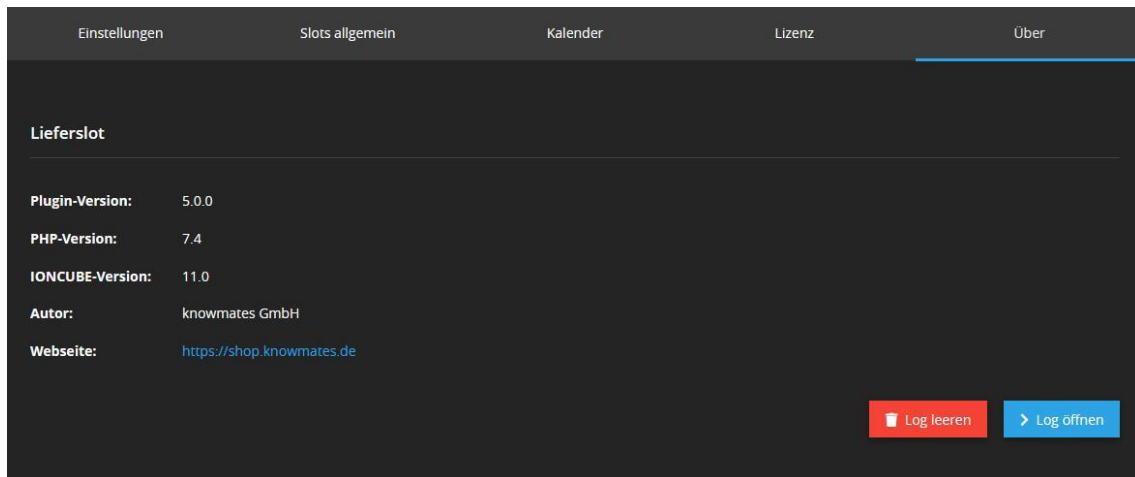 Einstellungen Slots allgemein Kalender Lizenz Über
Lieferslot
Plugin-Version: 5.0.0
PHP-Version: 7.4
IONCUBE-Version: 11.0
Autor: knowmates GmbH
Webseite: https://shop.knowmates.de
Log leeren Log öffnen